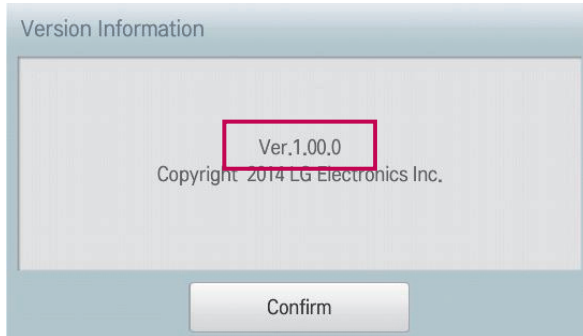 Version Information
Ver.1.00.0
Copyright 2014 LG Electronics Inc.
Confirm